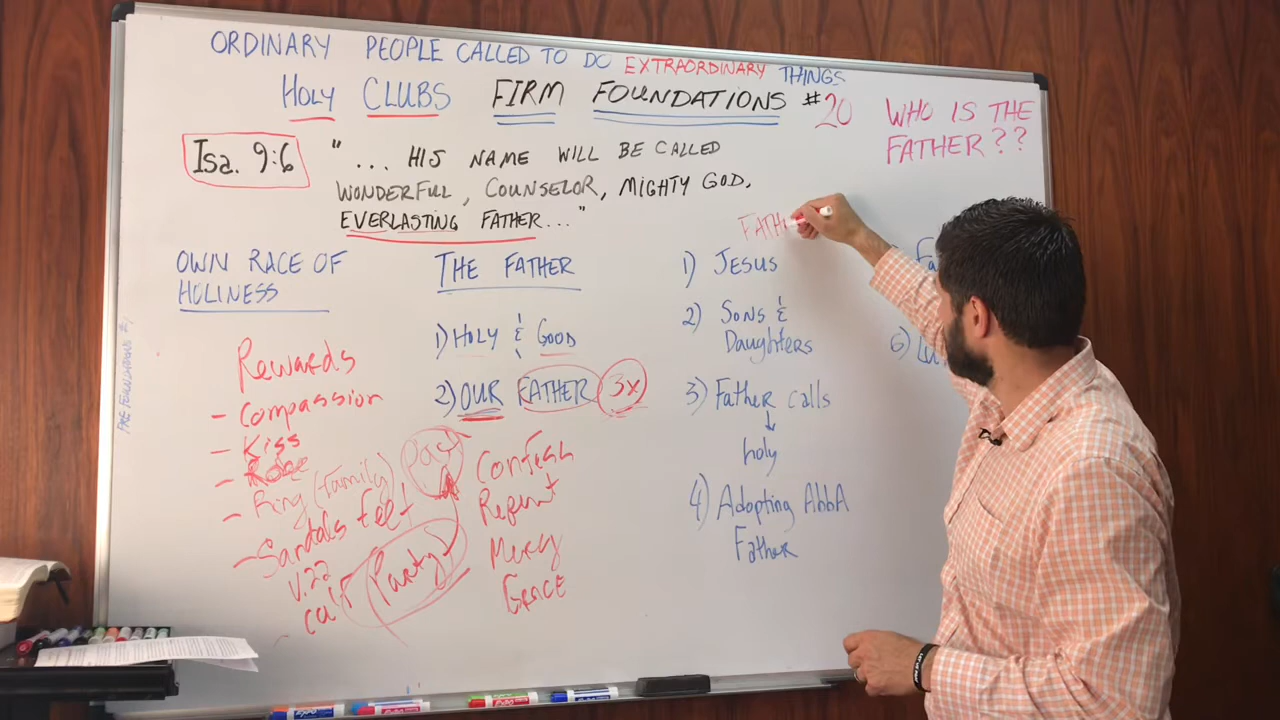 ORDINARY PEOPLE CALLED TO DO EXTRAORDINARY THINGS
HOLY CLUBS FIRM FOUNDATIONS #20
WHO IS THE
FATHER??
Isa. 9:6
"... HIS NAME WILL BE CALLED
WONDERFUL, COUNSELOR, MIGHTY GOD,
EVERLASTING FATHER..."
OWN RACE OF
HOLINESS
Rewards
- Compassion
- Kiss
- Robe
- Ring (family)
- Sandals feet
V.22
calf
Party
THE FATHER
1) HOLY & GOOD
2) OUR FATHER 3x
Confess
Repent
Mercy
Grace
FATHE
1) JESUS
2) SONS &
Daughters
3) Father calls
holy
4) Adopting AbbA
Father
Fa
6)
PRE FOUNDATIONS